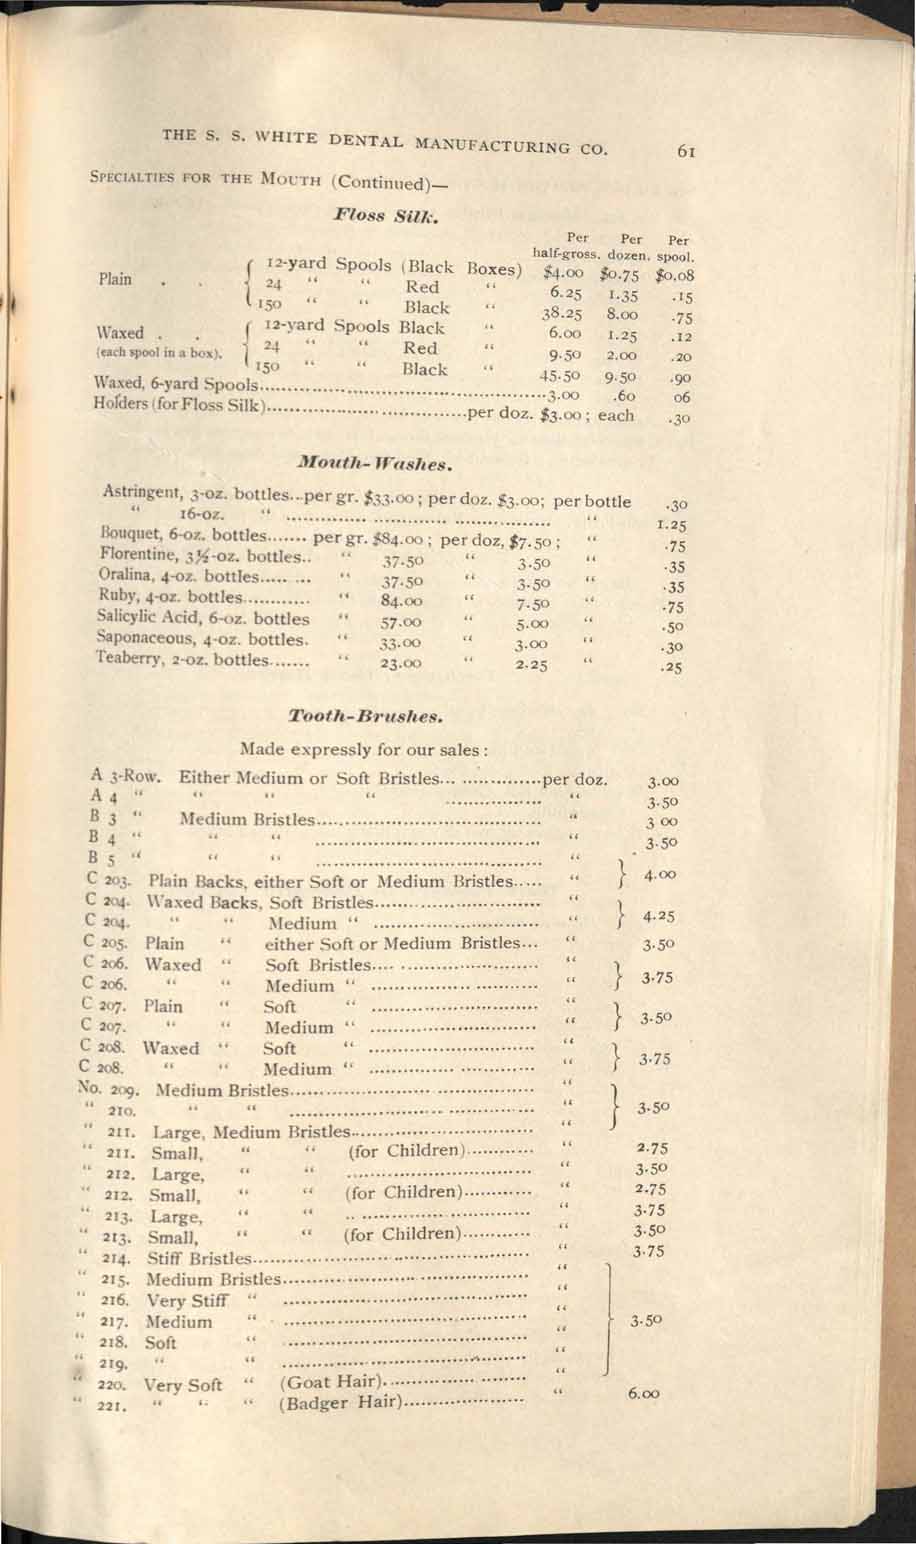 THE S. S. WHITE DENTAL MANUFACTURING CO. 61
SPECIALTIES FOR THE MOUTH (Continued)—
Floss Silk.
Per Per Per
half-gross. dozen. spool.
Plain . . { 12-yard Spools (Black Boxes) $4.00 $0.75 $0.08
24 “ “ Red “ 6.25 1.35 .15
150 “ “ Black “ 38.25 8.00 .75
Waxed . . { 12-yard Spools Black “ 6.00 1.25 .12
(each spool in a box). 24 “ “ Red “ 9.50 2.00 .20
150 “ “ Black “ 45.50 9.50 .90
Waxed, 6-yard Spools..........3.00 .60 06
Holders (for Floss Silk)..........per doz. $3.00; each .30
Mouth-Washes.
Astringent, 3-oz. bottles...per gr. $33.00; per doz. $3.00; per bottle .30
“ 16-oz. “ .......... “ 1.25
Bouquet, 6-oz. bottles....... per gr. $84.00; per doz, $7.50; “ .75
Florentine, 3½-oz. bottles.. “ 37.50 “ 3.50 “ .35
Oralina, 4-oz. bottles..... ... “ 37.50 “ 3.50 “ .35
Ruby, 4-oz. bottles............ “ 84.00 “ 7.50 “ .75
Salicylic Acid, 6-oz. bottles “ 57.00 “ 5.00 “ .50
Saponaceous, 4-oz. bottles. “ 33.00 “ 3.00 “ .30
Teaberry, 2-oz. bottles....... “ 23.00 “ 2.25 “ .25
Tooth-Brushes.
Made expressly for our sales:
A 3-Row. Either Medium or Soft Bristles..........per doz. 3.00
A 4 “ “ “ “ .......... “ 3.50
B 3 “ Medium Bristles.......... “ 3 00
B 4 “ “ “ .......... “ 3.50
B 5 “ “ “ .......... “
C 203. Plain Backs, either Soft or Medium Bristles..... “ } 4.00
C 204. Waxed Backs, Soft Bristles.......... “
C 204. “ “ Medium “ .......... “ } 4.25
C 205. Plain “ either Soft or Medium Bristles... “ 3.50
C 206. Waxed “ Soft Bristles.......... “
C 206. “ “ Medium “ .......... “ } 3.75
C 207. Plain “ Soft “ .......... “
C 207. “ “ Medium “ .......... “ } 3.50
C 208. Waxed “ Soft “ .......... “
C 208. “ “ Medium “ .......... “ } 3.75
No. 209. Medium Bristles.......... “
“ 210. “ “ .......... “ } 3.50
“ 211. Large, Medium Bristles.......... “
“ 211. Small, “ “ (for Children).......... “ 2.75
“ 212. Large, “ “ .......... “ 3.50
“ 212. Small, “ “ (for Children).......... “ 2.75
“ 213. Large, “ “ .......... “ 3.75
“ 213. Small, “ “ (for Children).......... “ 3.50
“ 214. Stiff Bristles.......... “ 3.75
“ 215. Medium Bristles.......... “
“ 216. Very Stiff “ .......... “
“ 217. Medium “ .......... “ } 3.50
“ 218. Soft “ .......... “
“ 219. “ “ .......... “
“ 220. Very Soft “ (Goat Hair).......... “
“ 221. “ “ “ (Badger Hair).......... “ 6.00